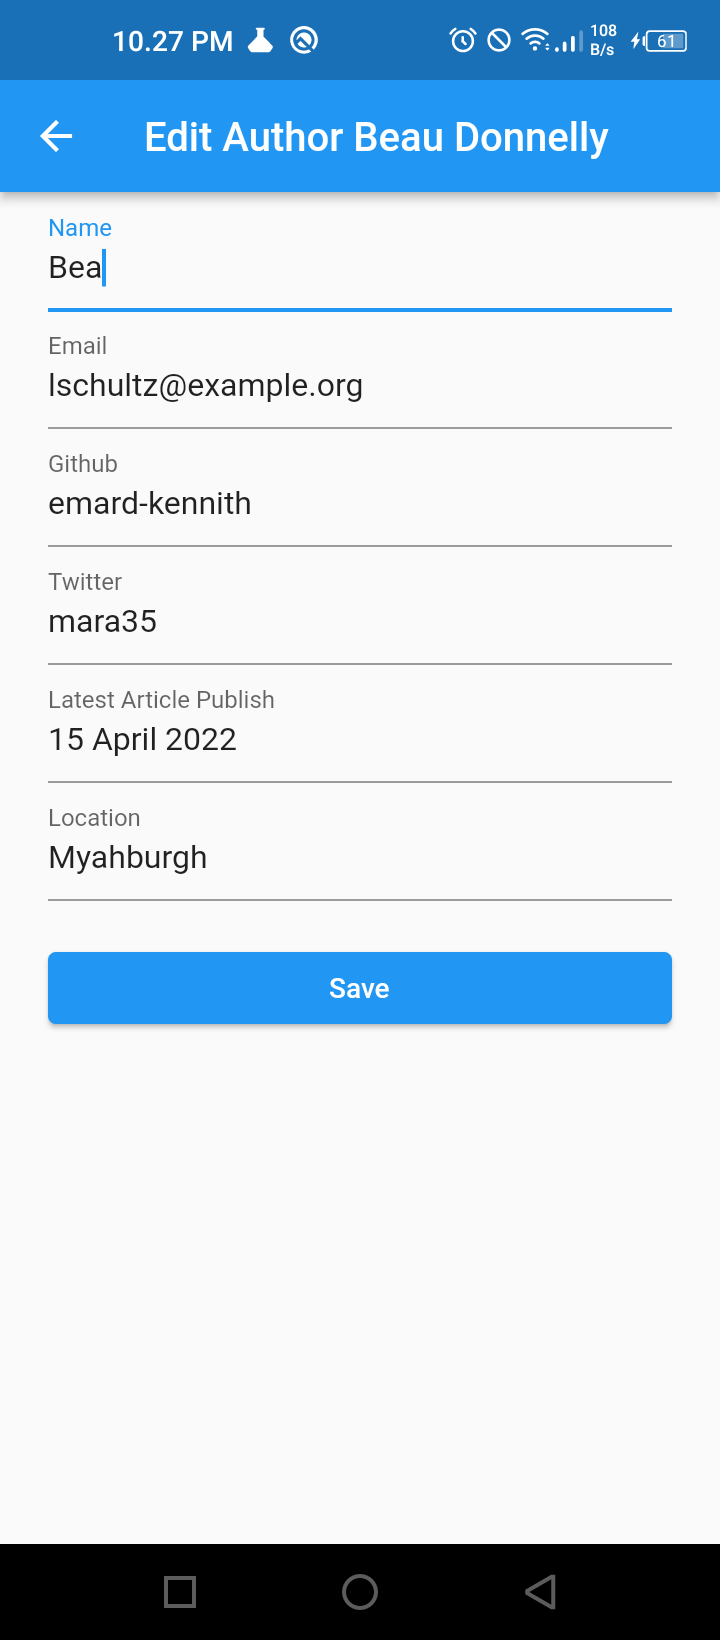 10.27 PM 108 B/s 61
Edit Author Beau Donnelly
Name
Bea
Email
lschultz@example.org
Github
emard-kennith
Twitter
mara35
Latest Article Publish
15 April 2022
Location
Myahburgh
Save